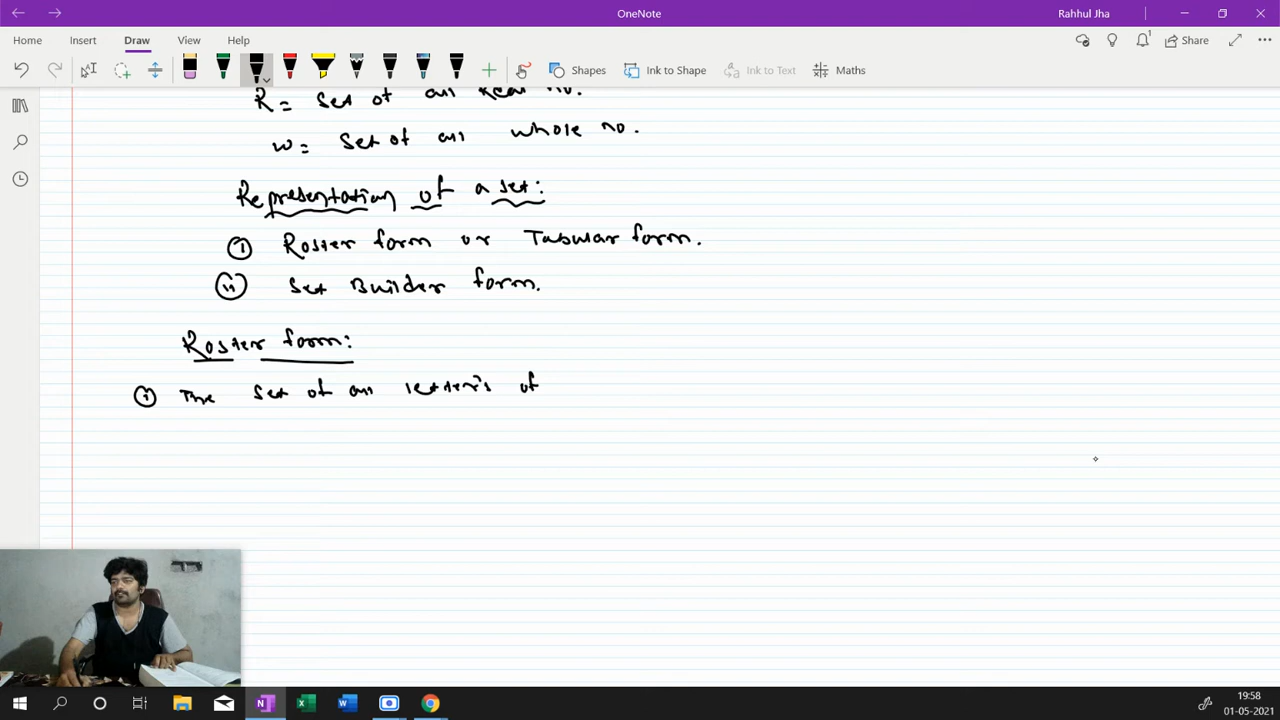 OneNote
Rahhul Jha
Home Insert Draw View Help
Share
Shapes Ink to Shape Ink to Text Maths
R = Set of all Real no.
W = Set of all whole no.
Representation of a set:
(i) Roster form or Tabular form.
(ii) Set Builder form.
Roster form:
(i) The Set of all letters of
19:58
01-05-2021